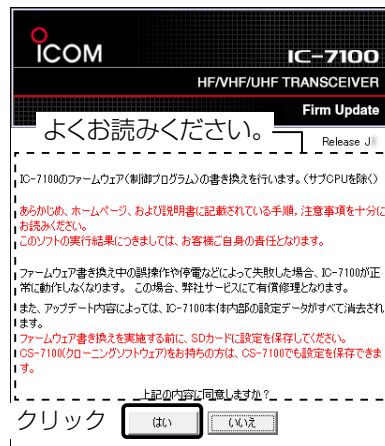 ICOM
IC-7100
HF/VHF/UHF TRANSCEIVER
Firm Update
よくお読みください。
Release J
IC-7100のファームウェア(制御プログラム)の書き換えを行います。(サブCPUを除く)
あらかじめ、ホームページ、および説明書に記載されている手順、注意事項を十分に
お読みください。
このソフトの実行結果につきましては、お客様ご自身の責任となります。
ファームウェア書き換え中の誤操作や停電などによって失敗した場合、IC-7100が正
常に動作しなくなります。 この場合、弊社サービスにて有償修理となります。
また、アップデート内容によっては、IC-7100本体内部の設定データがすべて消去され
ます。
ファームウェア書き換えを実施する前に、SDカードに設定を保存してください。
CS-7100(クローニングソフトウェア)をお持ちの方は、CS-7100でも設定を保存できま
す。
上記の内容に同意しますか?
クリック はい いいえ